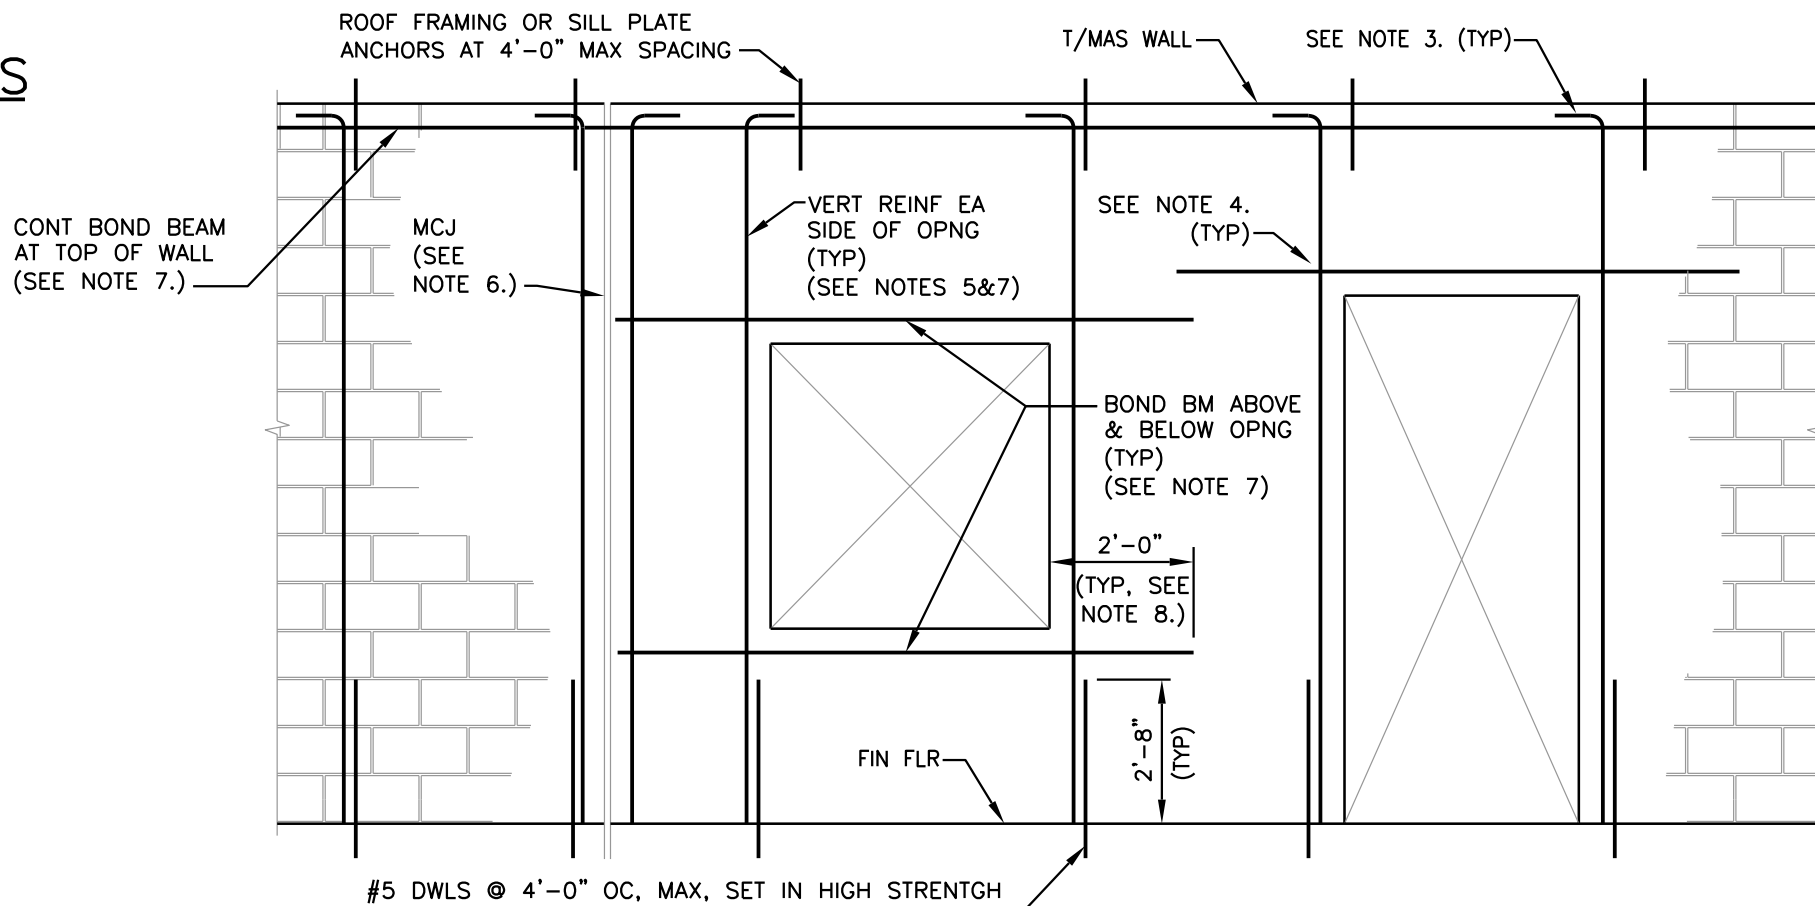 S
ROOF FRAMING OR SILL PLATE
ANCHORS AT 4'-0" MAX SPACING
T/MAS WALL
SEE NOTE 3. (TYP)
CONT BOND BEAM
AT TOP OF WALL
(SEE NOTE 7.)
MCJ
(SEE
NOTE 6.)
VERT REINF EA
SIDE OF OPNG
(TYP)
(SEE NOTES 5&7)
SEE NOTE 4.
(TYP)
BOND BM ABOVE
& BELOW OPNG
(TYP)
(SEE NOTE 7)
2'-0"
(TYP, SEE
NOTE 8.)
2'-8"
(TYP)
FIN FLR
#5 DWLS @ 4'-0" OC, MAX, SET IN HIGH STRENTGH